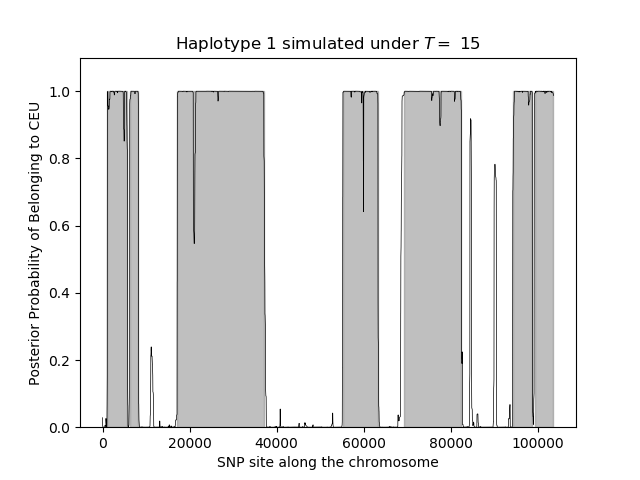 Haplotype 1 simulated under T = 15
Posterior Probability of Belonging to CEU
1.0
0.8
0.6
0.4
0.2
0.0
0 20000 40000 60000 80000 100000
SNP site along the chromosome